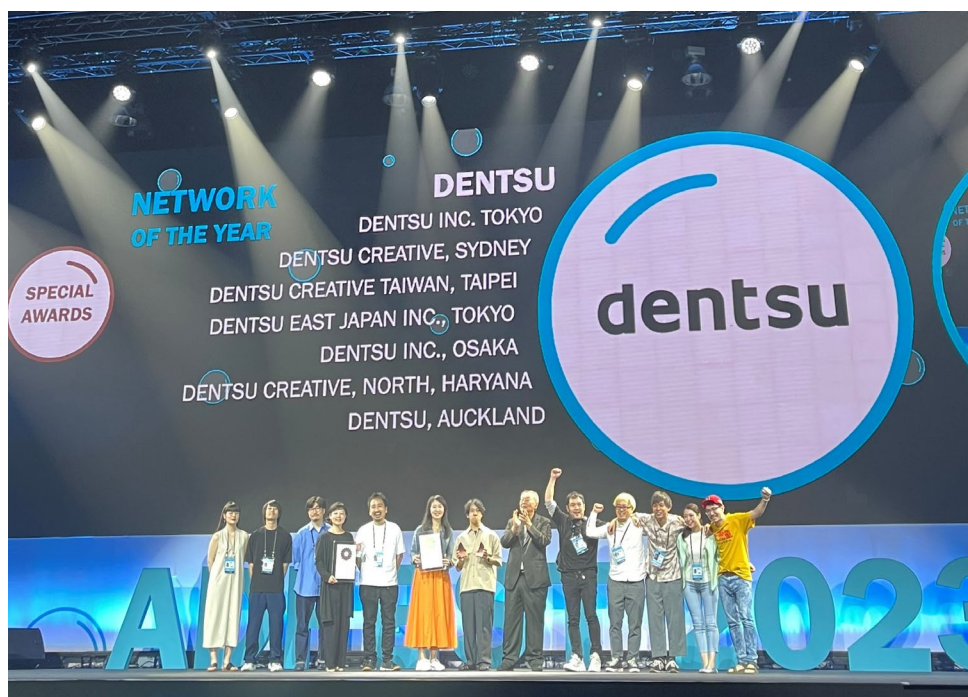 SPECIAL
AWARDS
NETWORK
OF THE YEAR
DENTSU
DENTSU INC. TOKYO
DENTSU CREATIVE, SYDNEY
DENTSU CREATIVE TAIWAN, TAIPEI
DENTSU EAST JAPAN INC., TOKYO
DENTSU INC., OSAKA
DENTSU CREATIVE, NORTH, HARYANA
DENTSU, AUCKLAND
dentsu
2023